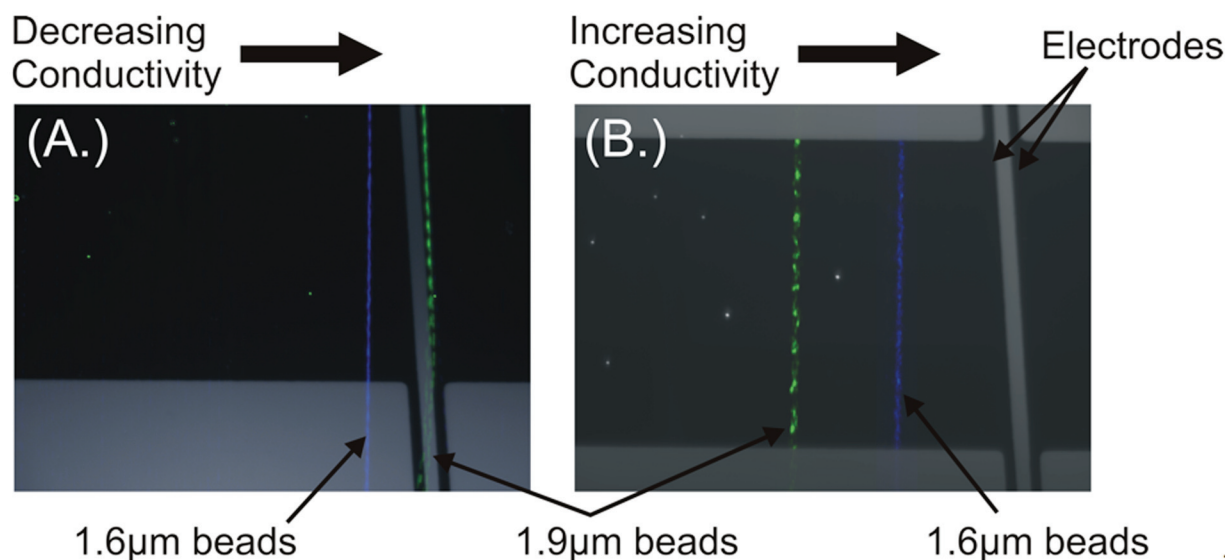 Decreasing
Conductivity
Increasing
Conductivity
Electrodes
(A.)
(B.)
1.6µm beads
1.9µm beads
1.6µm beads